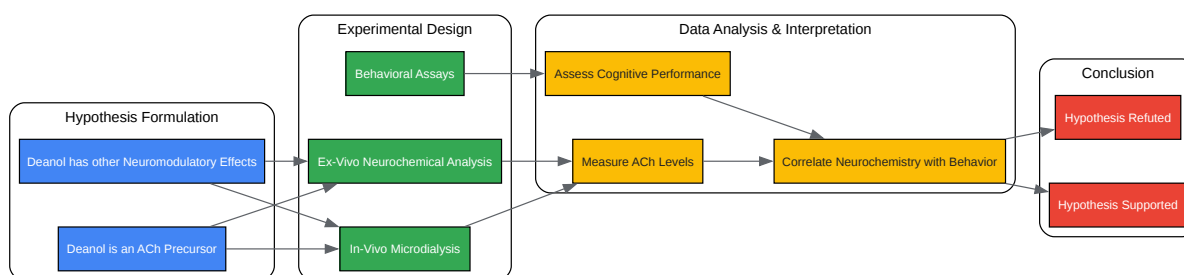 Hypothesis Formulation
Deanol has other Neuromodulatory Effects
Deanol is an ACh Precursor
Experimental Design
Behavioral Assays
Ex-Vivo Neurochemical Analysis
In-Vivo Microdialysis
Data Analysis & Interpretation
Assess Cognitive Performance
Measure ACh Levels
Correlate Neurochemistry with Behavior
Conclusion
Hypothesis Refuted
Hypothesis Supported